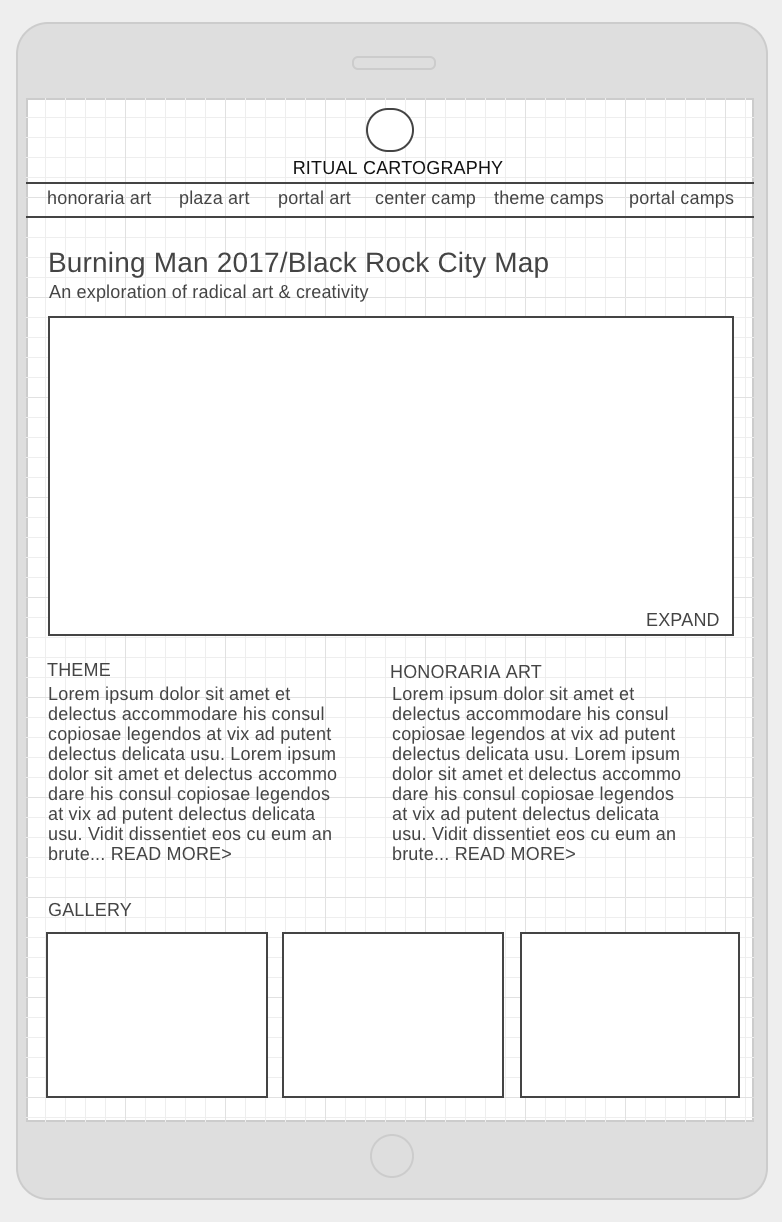 RITUAL CARTOGRAPHY
honoraria art plaza art portal art center camp theme camps portal camps
Burning Man 2017/Black Rock City Map
An exploration of radical art & creativity
EXPAND
THEME
Lorem ipsum dolor sit amet et
delectus accommodare his consul
copiosae legendos at vix ad putent
delectus delicata usu. Lorem ipsum
dolor sit amet et delectus accommo
dare his consul copiosae legendos
at vix ad putent delectus delicata
usu. Vidit dissentiet eos cu eum an
brute... READ MORE>
HONORARIA ART
Lorem ipsum dolor sit amet et
delectus accommodare his consul
copiosae legendos at vix ad putent
delectus delicata usu. Lorem ipsum
dolor sit amet et delectus accommo
dare his consul copiosae legendos
at vix ad putent delectus delicata
usu. Vidit dissentiet eos cu eum an
brute... READ MORE>
GALLERY